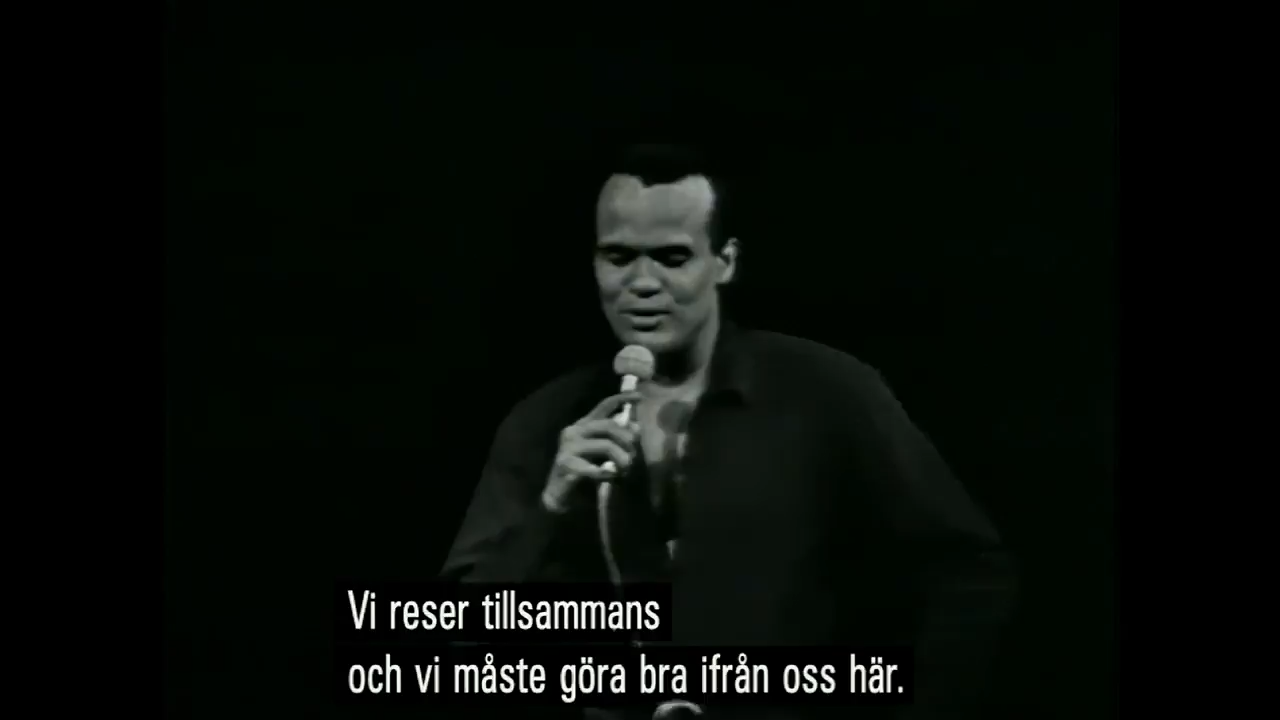 Vi reser tillsammans
och vi måste göra bra ifrån oss här.